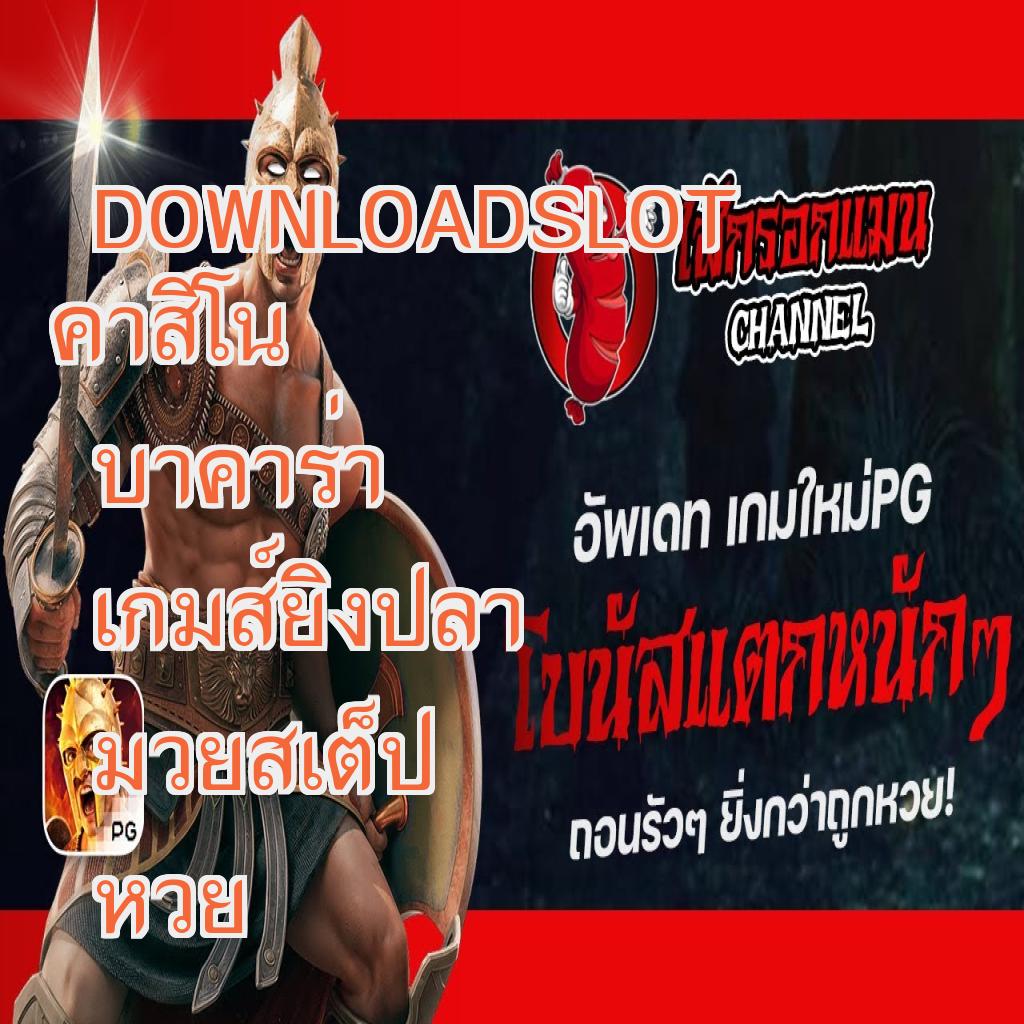 DOWNLOADSLOT
คาสิโน
บาคาร่า
เกมส์ยิงปลา
มวยสเต็ป
หวย
ไส้กรอกแมน
CHANNEL
อัพเดท เกมใหม่PG
โบนัสแตกหนักๆ
ถอนรัวๆ ยิ่งกว่าถูกหวย!
PG